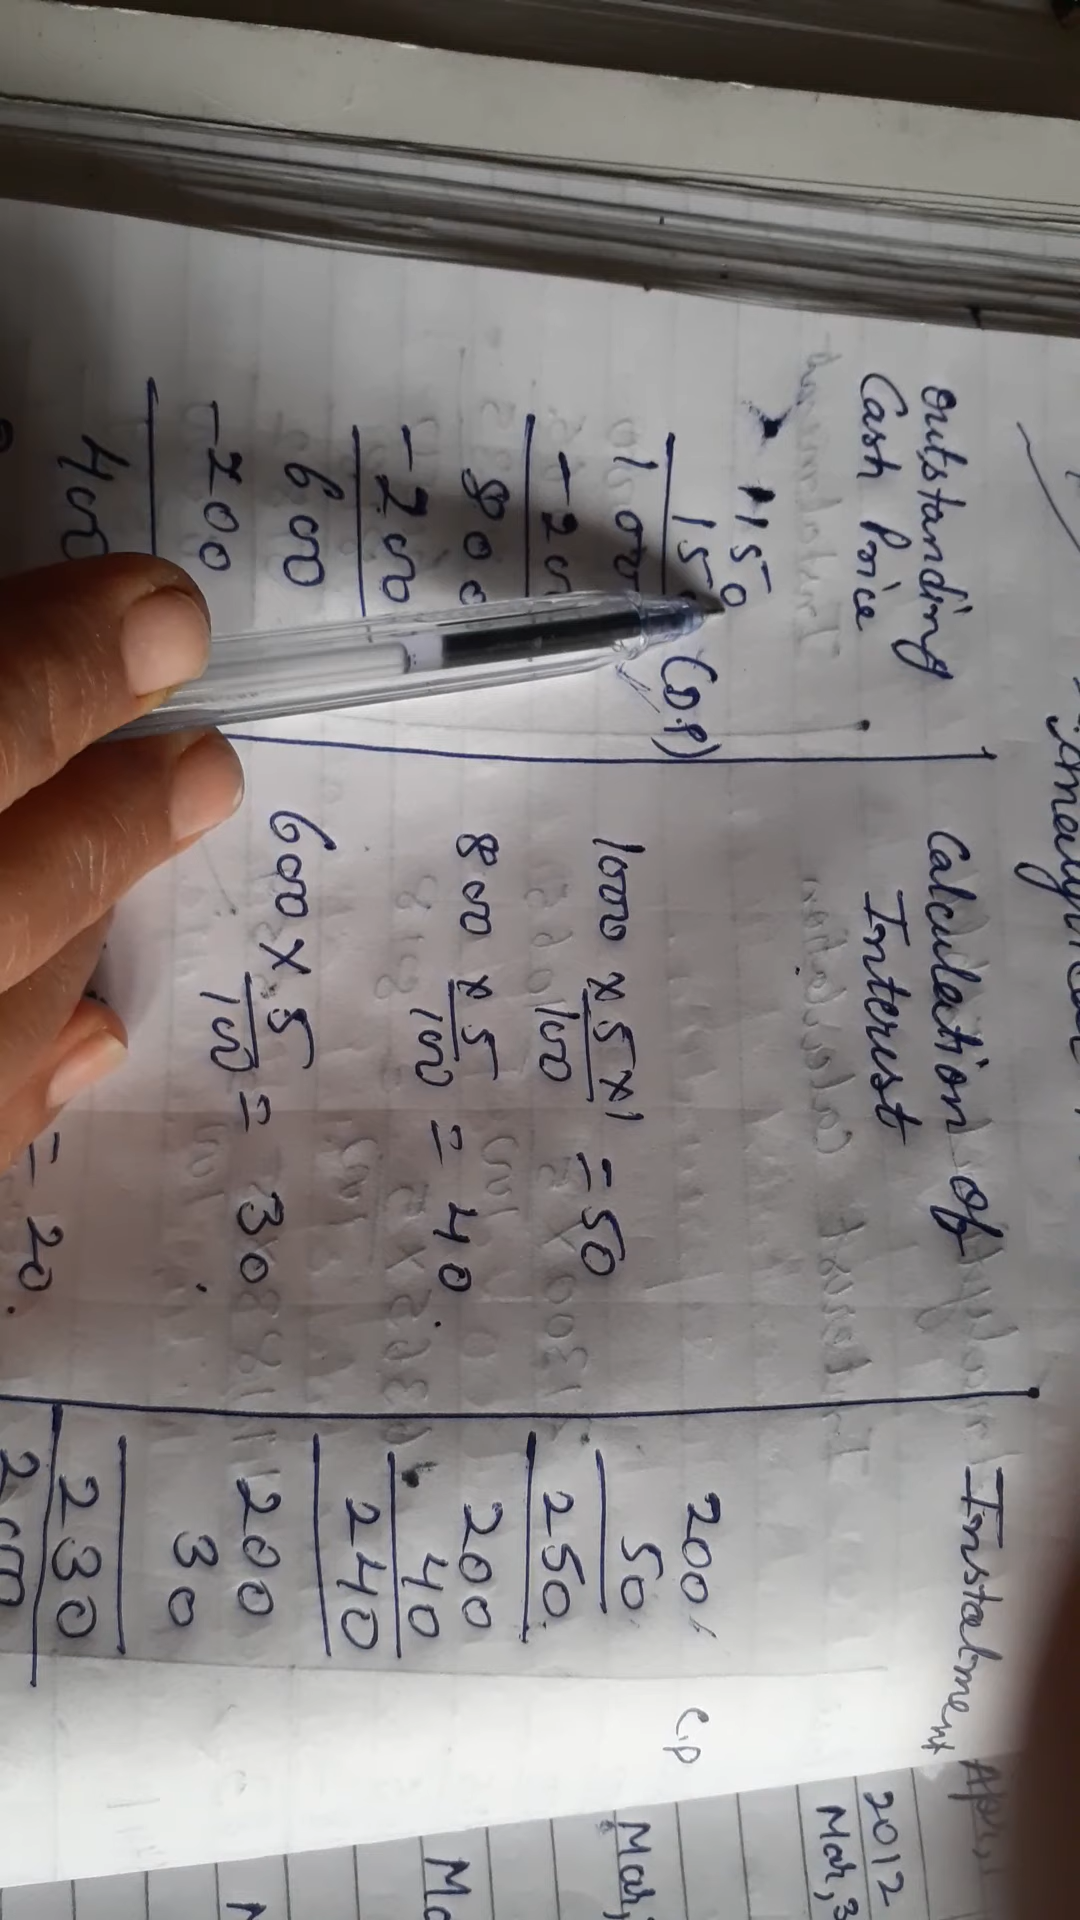 Outstanding
Cash Price
1150
15 (D.P)
1000
-20
800
-200
600
-200
400
Calculation of
Interest
1000 x 5 x 1 = 50
100
800 x 5 = 40
100
600 x 5 = 30
100
= 20
Instalment
200
50
250
200
40
240
200
30
230
C.P
2012
Mar, 3
Mar,